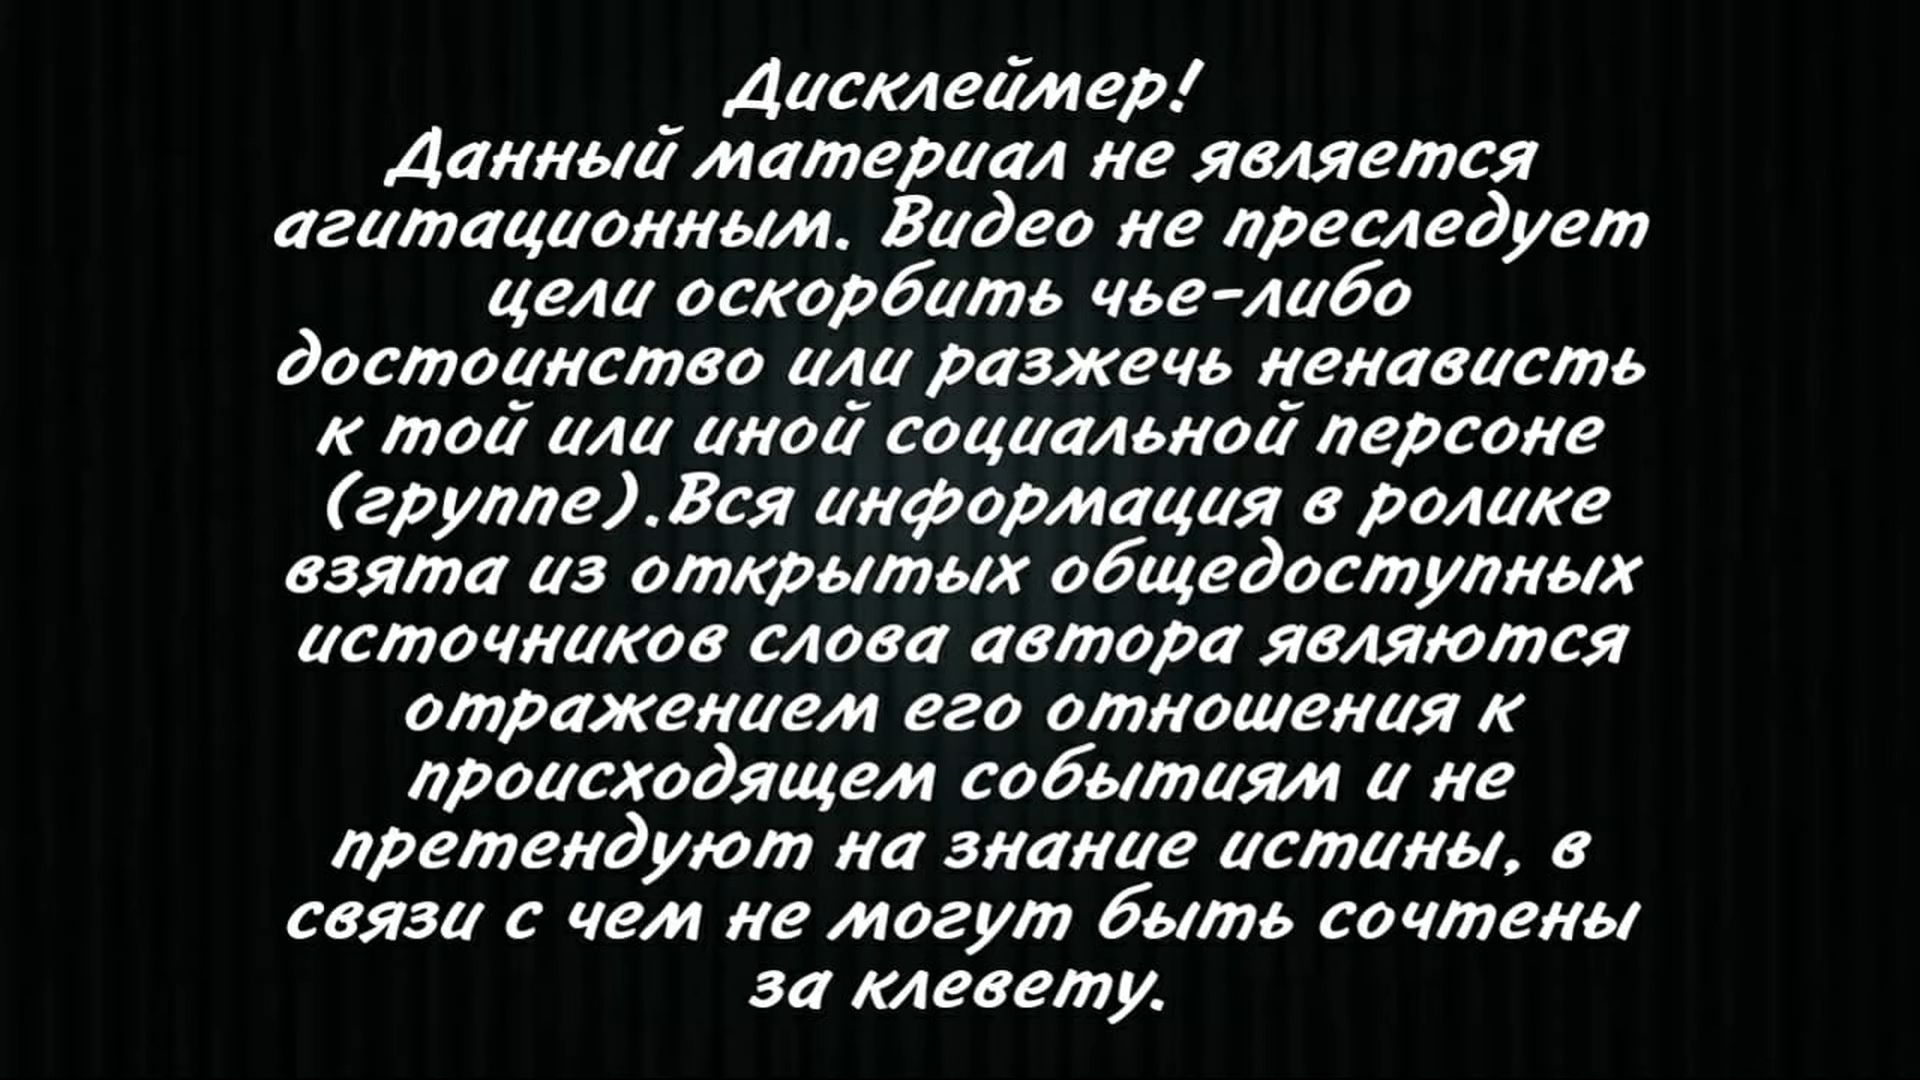 Дисклеймер!
Данный материал не является
агитационным. Видео не преследует
цели оскорбить чье-либо
достоинство или разжечь ненависть
к той или иной социальной персоне
(группе).Вся информация в ролике
взята из открытых общедоступных
источников слова автора являются
отражением его отношения к
происходящем событиям и не
претендуют на знание истины, в
связи с чем не могут быть сочтены
за клевету.